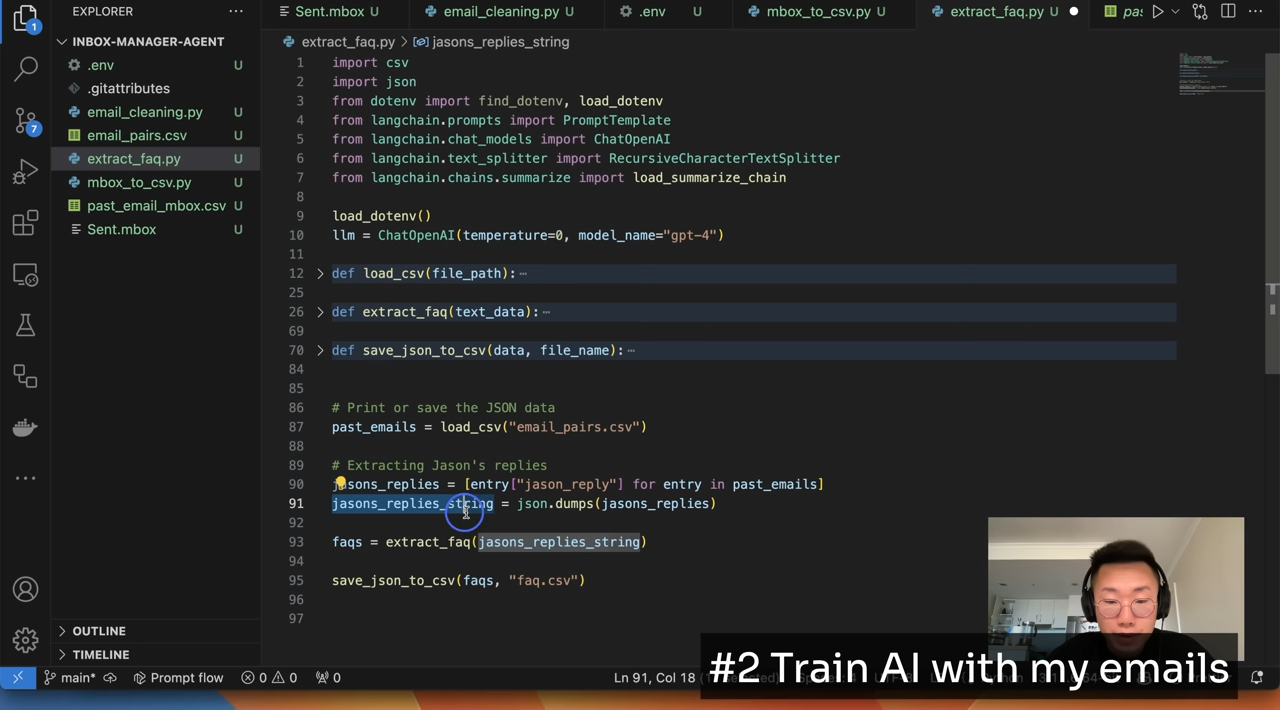 Sent.mbox U
email_cleaning.py U
.env U
mbox_to_csv.py U
extract_faq.py U
EXPLORER
1
INBOX-MANAGER-AGENT
.env U
.gitattributes
email_cleaning.py U
email_pairs.csv U
extract_faq.py U
mbox_to_csv.py U
past_email_mbox.csv U
Sent.mbox U
7
OUTLINE
TIMELINE
extract_faq.py > jasons_replies_string
1 import csv
2 import json
3 from dotenv import find_dotenv, load_dotenv
4 from langchain.prompts import PromptTemplate
5 from langchain.chat_models import ChatOpenAI
6 from langchain.text_splitter import RecursiveCharacterTextSplitter
7 from langchain.chains.summarize import load_summarize_chain
8
9 load_dotenv()
10 llm = ChatOpenAI(temperature=0, model_name="gpt-4")
11
12 def load_csv(file_path):
25
26 def extract_faq(text_data):
69
70 def save_json_to_csv(data, file_name):
84
85
86 # Print or save the JSON data
87 past_emails = load_csv("email_pairs.csv")
88
89 # Extracting Jason's replies
90 jasons_replies = [entry["jason_reply"] for entry in past_emails]
91 jasons_replies_string = json.dumps(jasons_replies)
92
93 faqs = extract_faq(jasons_replies_string)
94
95 save_json_to_csv(faqs, "faq.csv")
96
97
#2 Train AI with my emails
main* Prompt flow 0 0 0 Ln 91, Col 18